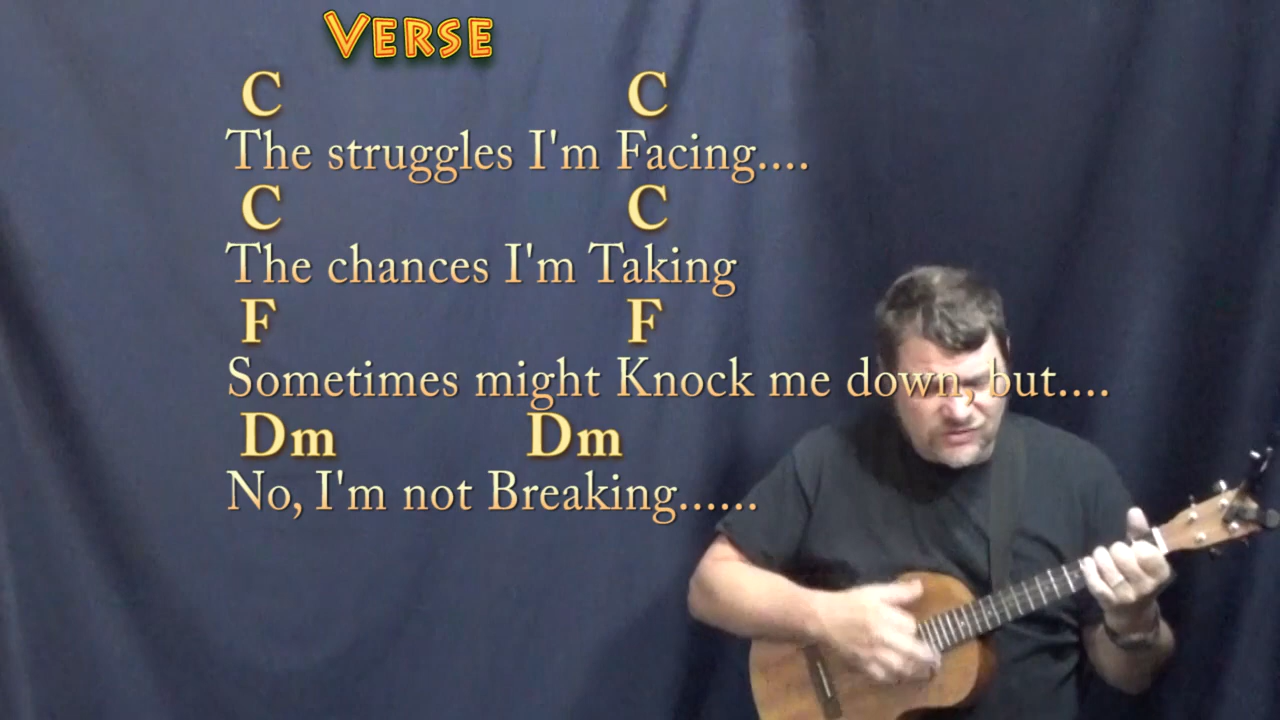 VERSE
C C
The struggles I'm Facing....
C C
The chances I'm Taking
F F
Sometimes might Knock me down, but....
Dm Dm
No, I'm not Breaking......